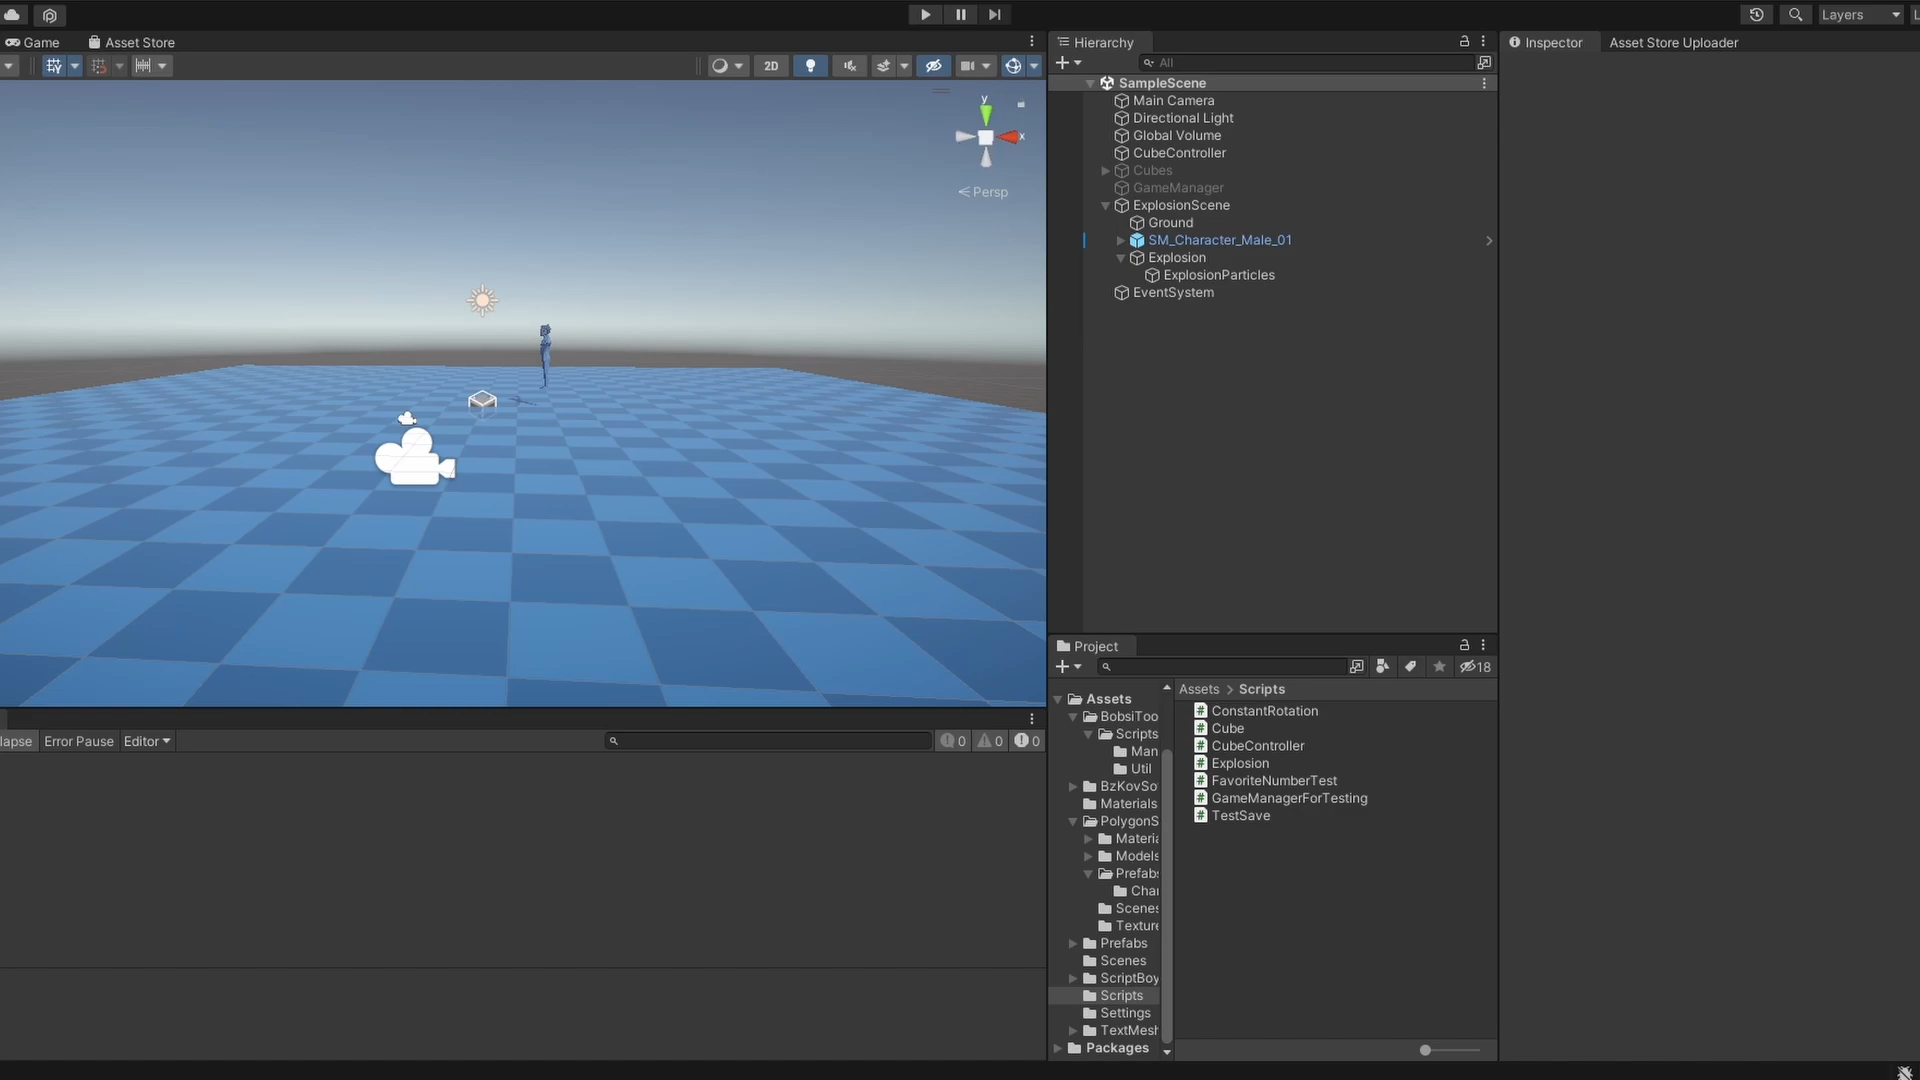 Layers
Game
Asset Store
2D
y
x
Persp
Hierarchy
All
SampleScene
Main Camera
Directional Light
Global Volume
CubeController
Cubes
GameManager
ExplosionScene
Ground
SM_Character_Male_01
Explosion
ExplosionParticles
EventSystem
Inspector
Asset Store Uploader
lapse
Error Pause
Editor
0
0
0
Project
18
Assets
BobsiToo
Scripts
Man
Util
BzKovSo
Materials
PolygonS
Materia
Models
Prefabs
Char
Scenes
Texture
Prefabs
Scenes
ScriptBoy
Scripts
Settings
TextMesh
Packages
Assets > Scripts
ConstantRotation
Cube
CubeController
Explosion
FavoriteNumberTest
GameManagerForTesting
TestSave